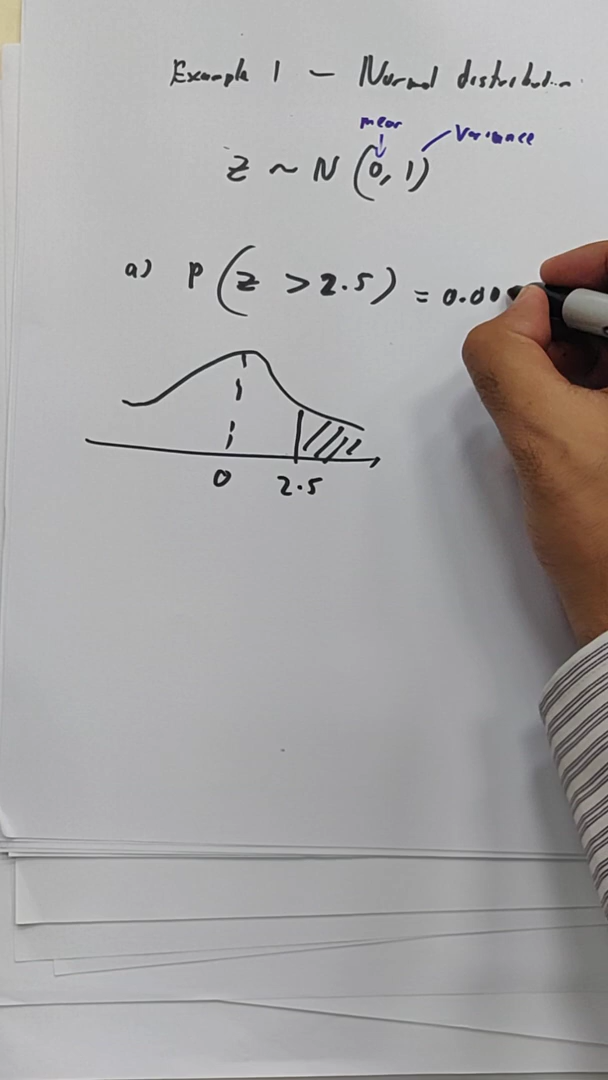 Example 1 — Normal distribution
mean Variance
Z ~ N (0, 1)
a) P (Z > 2.5) = 0.00
0 2.5